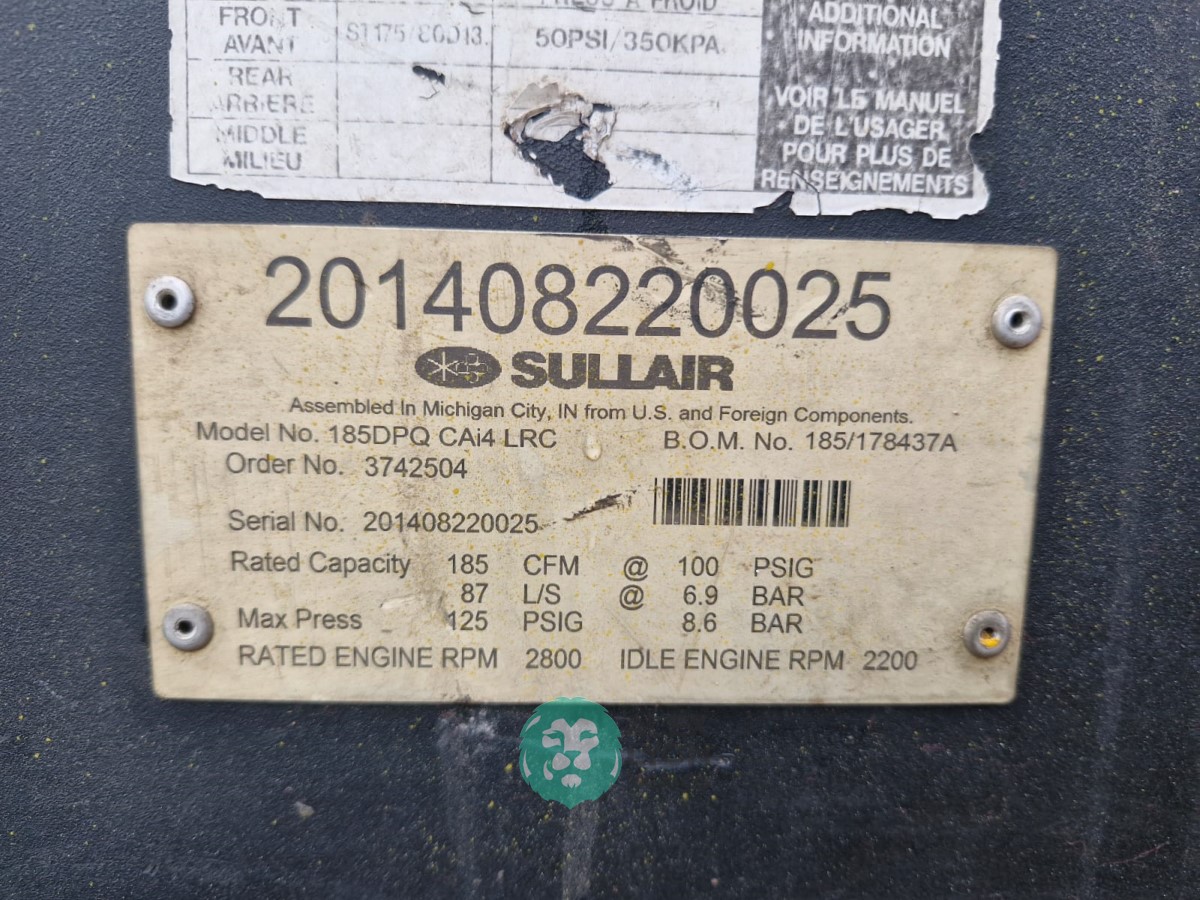 FRONT
AVANT
ST175/80D13.
PRESS À FROID
50PSI/350KPA.
REAR
ARRIERE
MIDDLE
MILIEU
ADDITIONAL
INFORMATION
VOIR LE MANUEL
DE L'USAGER
POUR PLUS DE
RENSEIGNEMENTS
201408220025
SULLAIR
Assembled In Michigan City, IN from U.S. and Foreign Components.
Model No. 185DPQ CAi4 LRC B.O.M. No. 185/178437A
Order No. 3742504
Serial No. 201408220025
Rated Capacity 185 CFM @ 100 PSIG
87 L/S @ 6.9 BAR
Max Press 125 PSIG 8.6 BAR
RATED ENGINE RPM 2800 IDLE ENGINE RPM 2200